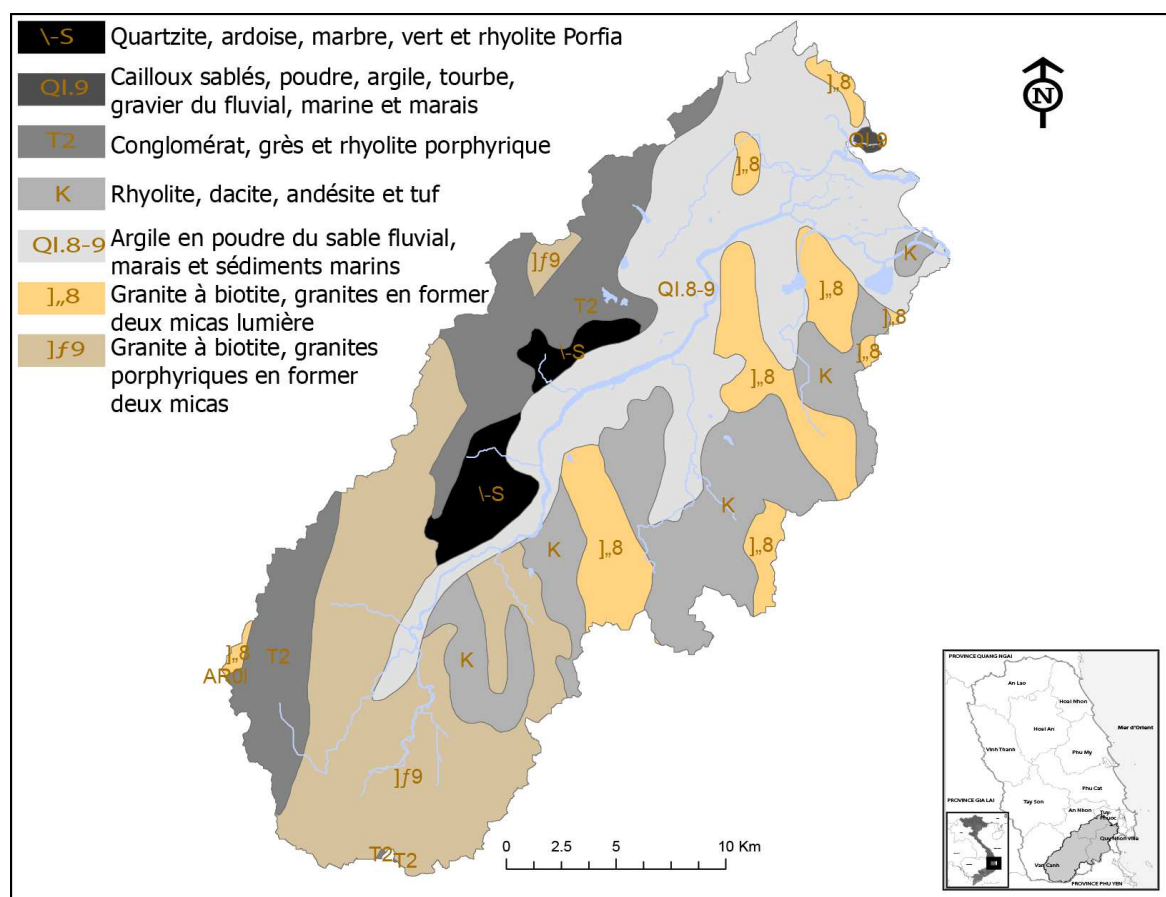 \-S
Quartzite, ardoise, marbre, vert et rhyolite Porfia
QI.9
Cailloux sablés, poudre, argile, tourbe,
gravier du fluvial, marine et marais
T2
Conglomérat, grès et rhyolite porphyrique
K
Rhyolite, dacite, andésite et tuf
QI.8-9
Argile en poudre du sable fluvial,
marais et sédiments marins
]„8
Granite à biotite, granites en former
deux micas lumière
]ƒ9
Granite à biotite, granites
porphyriques en former
deux micas
N
]„8
QI.9
]„8
K
]ƒ9
QI.8-9
]„8
T2
]„8
\-S
]„8
]„8
K
\-S
K
K
]„8
]„8
]„8
T2
K
AR0I
]ƒ9
T2
T2
0 2.5 5 10 Km
PROVINCE QUANG NGAI
An Lao
Hoai Nhon
Hoai An
Mer d'Orient
Vinh Thanh
Phu My
Phu Cat
PROVINCE GIA LAI
Tay Son
An Nhon
Tuy
Phuoc
Quy Nhon Ville
Van Canh
PROVINCE PHU YEN